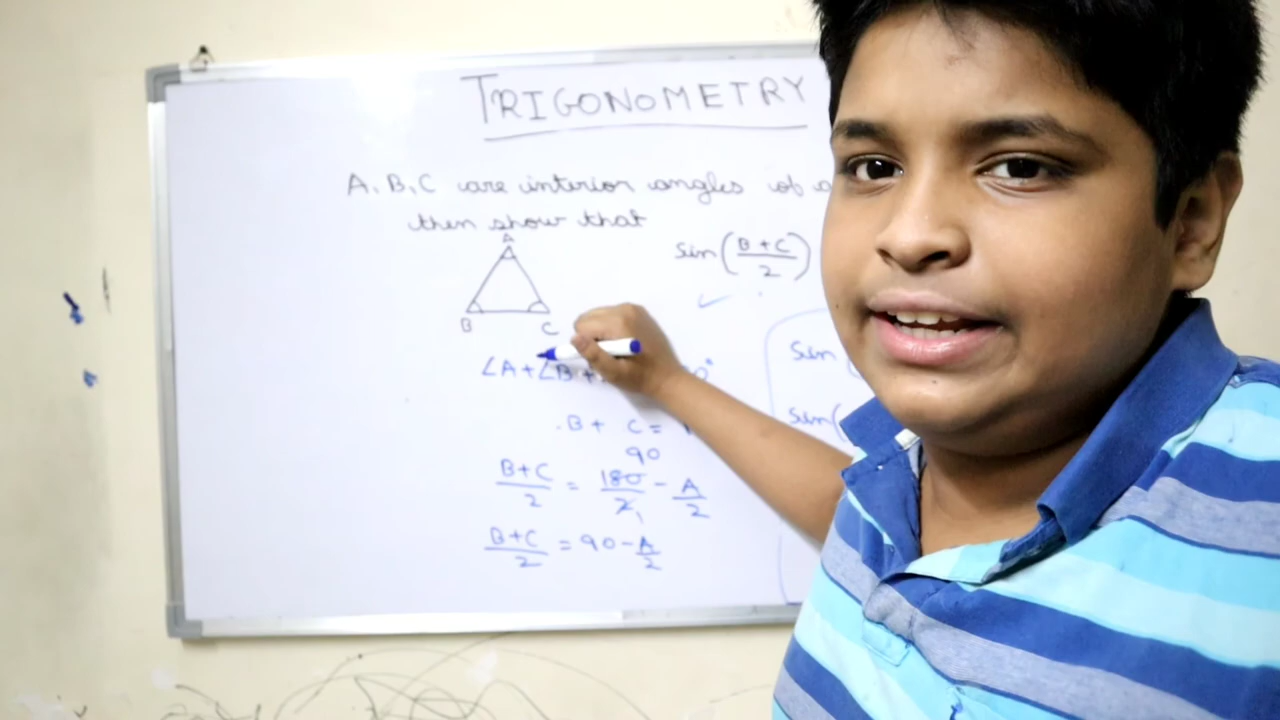 TRIGONOMETRY
A, B, C are interior angles of a
then show that
A
sin(B+C/2)
B C
∠A+∠B+
sin
B + C =
sin(
90
B+C/2 = 180/2 - A/2
1
B+C/2 = 90-A/2